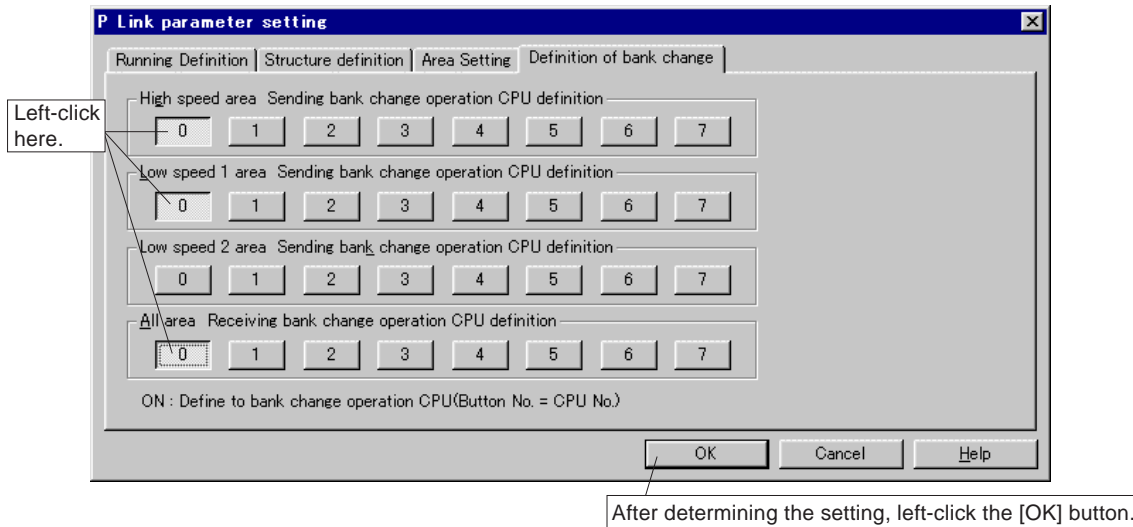 P Link parameter setting
Running Definition Structure definition Area Setting Definition of bank change
High speed area Sending bank change operation CPU definition
Left-click
here.
0 1 2 3 4 5 6 7
Low speed 1 area Sending bank change operation CPU definition
0 1 2 3 4 5 6 7
Low speed 2 area Sending bank change operation CPU definition
0 1 2 3 4 5 6 7
All area Receiving bank change operation CPU definition
0 1 2 3 4 5 6 7
ON : Define to bank change operation CPU(Button No. = CPU No.)
OK Cancel Help
After determining the setting, left-click the [OK] button.